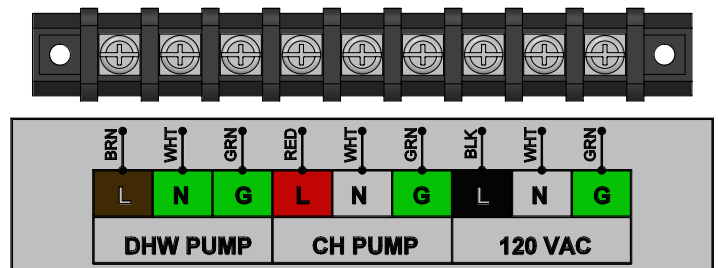 BRN WHT GRN RED WHT GRN BLK WHT GRN
L N G L N G L N G
DHW PUMP CH PUMP 120 VAC